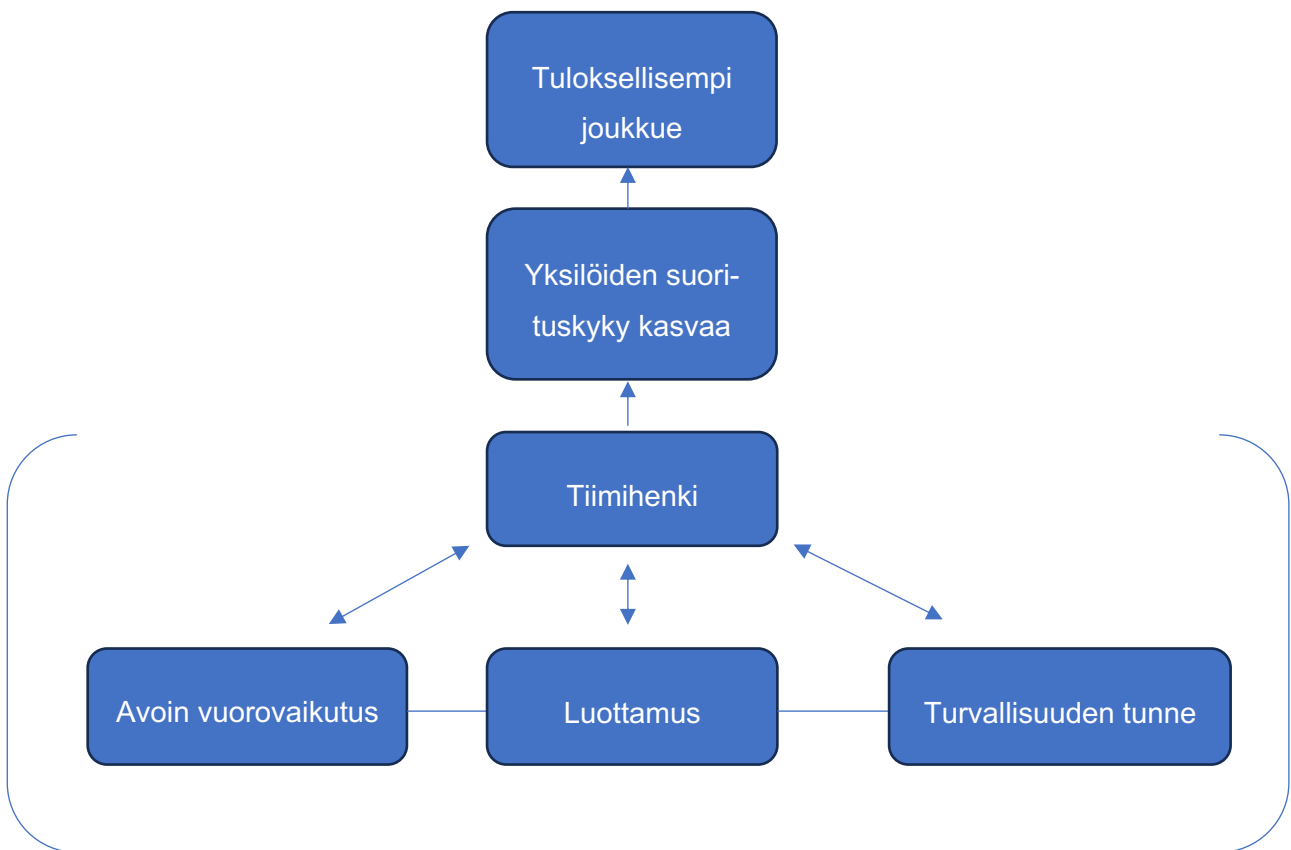 Tuloksellisempi
joukkue
Yksilöiden suori-
tuskyky kasvaa
Tiimihenki
Avoin vuorovaikutus
Luottamus
Turvallisuuden tunne